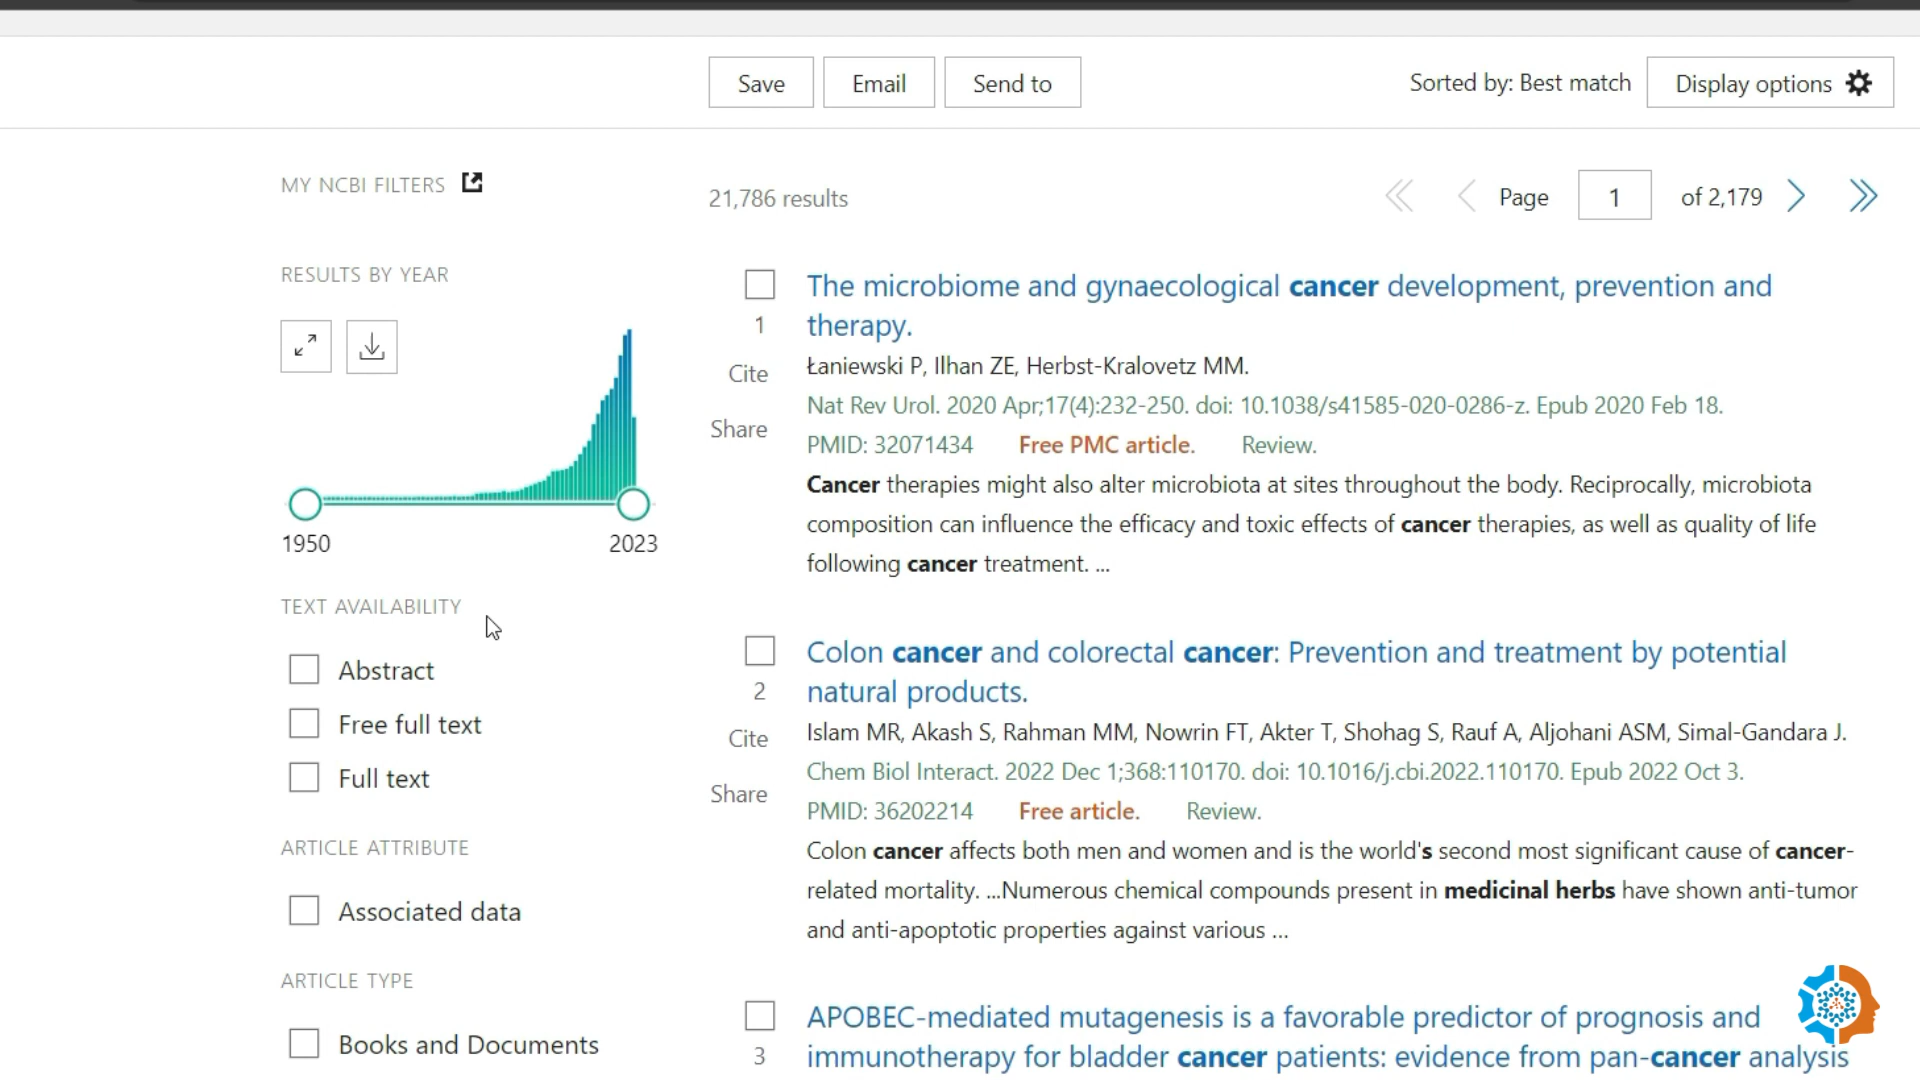 Save
Email
Send to
Sorted by: Best match
Display options
MY NCBI FILTERS
21,786 results
Page
1
of 2,179
RESULTS BY YEAR
1950
2023
TEXT AVAILABILITY
Abstract
Free full text
Full text
ARTICLE ATTRIBUTE
Associated data
ARTICLE TYPE
Books and Documents
1
Cite
Share
The microbiome and gynaecological cancer development, prevention and
therapy.
Łaniewski P, Ilhan ZE, Herbst-Kralovetz MM.
Nat Rev Urol. 2020 Apr;17(4):232-250. doi: 10.1038/s41585-020-0286-z. Epub 2020 Feb 18.
PMID: 32071434 Free PMC article. Review.
Cancer therapies might also alter microbiota at sites throughout the body. Reciprocally, microbiota
composition can influence the efficacy and toxic effects of cancer therapies, as well as quality of life
following cancer treatment. ...
2
Cite
Share
Colon cancer and colorectal cancer: Prevention and treatment by potential
natural products.
Islam MR, Akash S, Rahman MM, Nowrin FT, Akter T, Shohag S, Rauf A, Aljohani ASM, Simal-Gandara J.
Chem Biol Interact. 2022 Dec 1;368:110170. doi: 10.1016/j.cbi.2022.110170. Epub 2022 Oct 3.
PMID: 36202214 Free article. Review.
Colon cancer affects both men and women and is the world's second most significant cause of cancer-
related mortality. ...Numerous chemical compounds present in medicinal herbs have shown anti-tumor
and anti-apoptotic properties against various ...
3
APOBEC-mediated mutagenesis is a favorable predictor of prognosis and
immunotherapy for bladder cancer patients: evidence from pan-cancer analysis